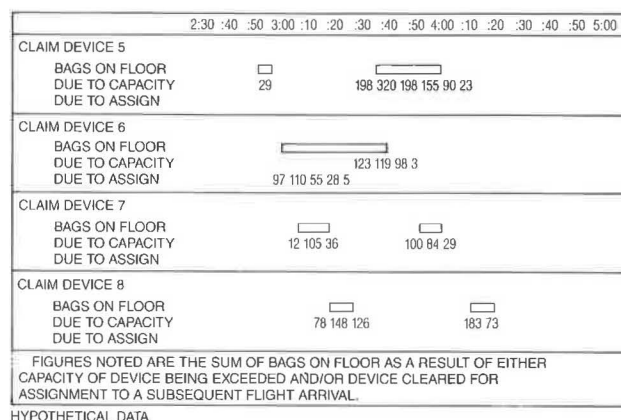 2:30 :40 :50 3:00 :10 :20 :30 :40 :50 4:00 :10 :20 :30 :40 :50 5:00
CLAIM DEVICE 5
BAGS ON FLOOR
DUE TO CAPACITY 29 198 320 198 155 90 23
DUE TO ASSIGN
CLAIM DEVICE 6
BAGS ON FLOOR
DUE TO CAPACITY 123 119 98 3
DUE TO ASSIGN 97 110 55 28 5
CLAIM DEVICE 7
BAGS ON FLOOR
DUE TO CAPACITY 12 105 36 100 84 29
DUE TO ASSIGN
CLAIM DEVICE 8
BAGS ON FLOOR
DUE TO CAPACITY 78 148 126 183 73
DUE TO ASSIGN
FIGURES NOTED ARE THE SUM OF BAGS ON FLOOR AS A RESULT OF EITHER
CAPACITY OF DEVICE BEING EXCEEDED AND/OR DEVICE CLEARED FOR
ASSIGNMENT TO A SUBSEQUENT FLIGHT ARRIVAL.
HYPOTHETICAL DATA